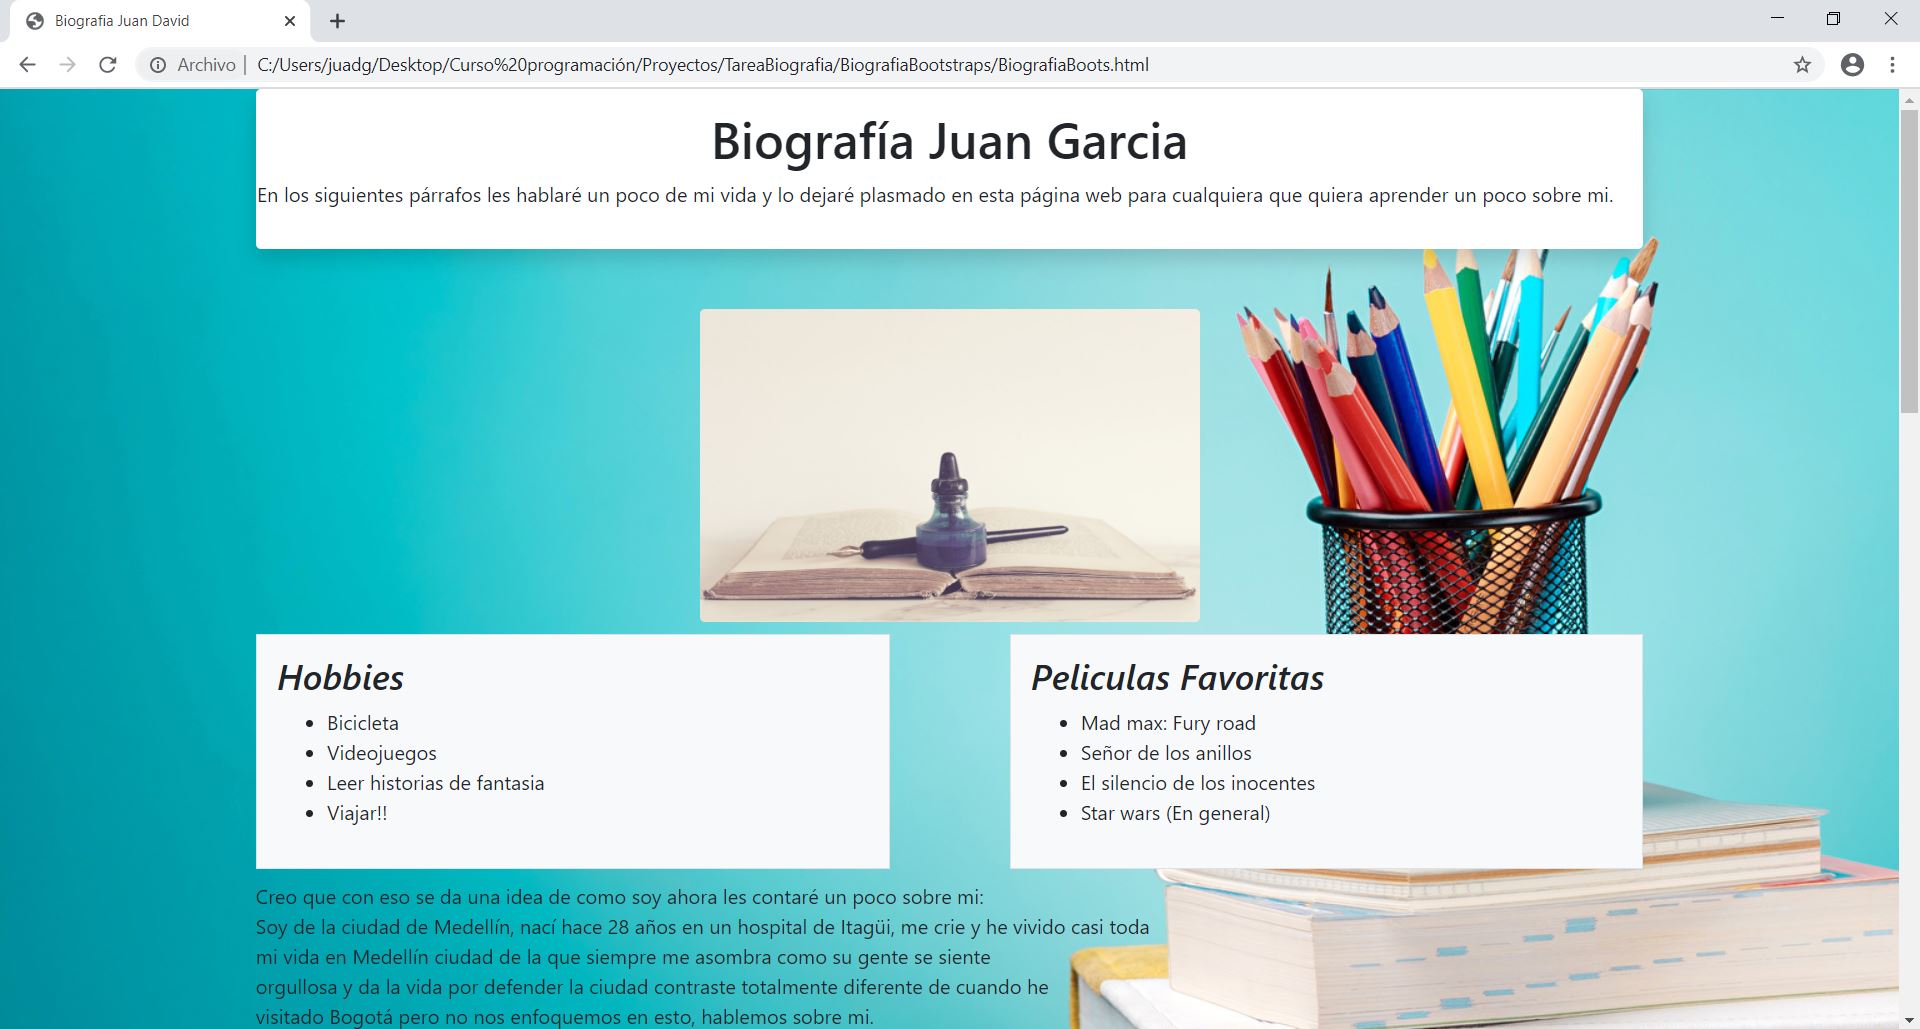 Biografia Juan David
Archivo | C:/Users/juadg/Desktop/Curso%20programación/Proyectos/TareaBiografia/BiografiaBootstraps/BiografiaBoots.html
Biografía Juan Garcia
En los siguientes párrafos les hablaré un poco de mi vida y lo dejaré plasmado en esta página web para cualquiera que quiera aprender un poco sobre mi.
Hobbies
Bicicleta
Videojuegos
Leer historias de fantasia
Viajar!!
Peliculas Favoritas
Mad max: Fury road
Señor de los anillos
El silencio de los inocentes
Star wars (En general)
Creo que con eso se da una idea de como soy ahora les contaré un poco sobre mi:
Soy de la ciudad de Medellín, nací hace 28 años en un hospital de Itagüi, me crie y he vivido casi toda
mi vida en Medellín ciudad de la que siempre me asombra como su gente se siente
orgullosa y da la vida por defender la ciudad contraste totalmente diferente de cuando he
visitado Bogotá pero no nos enfoquemos en esto, hablemos sobre mi.